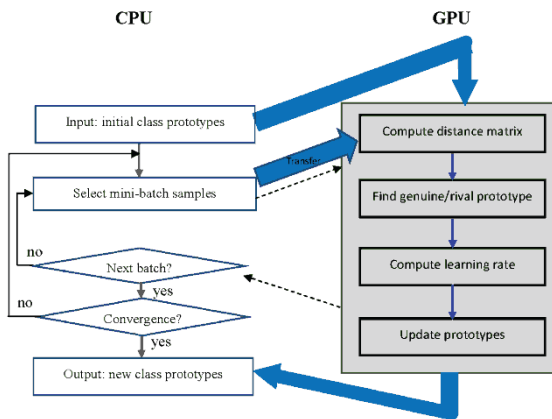 CPU
GPU
Input: initial class prototypes
Compute distance matrix
Transfer
Select mini-batch samples
Find genuine/rival prototype
no
Next batch?
Compute learning rate
yes
no
Convergence?
Update prototypes
yes
Output: new class prototypes